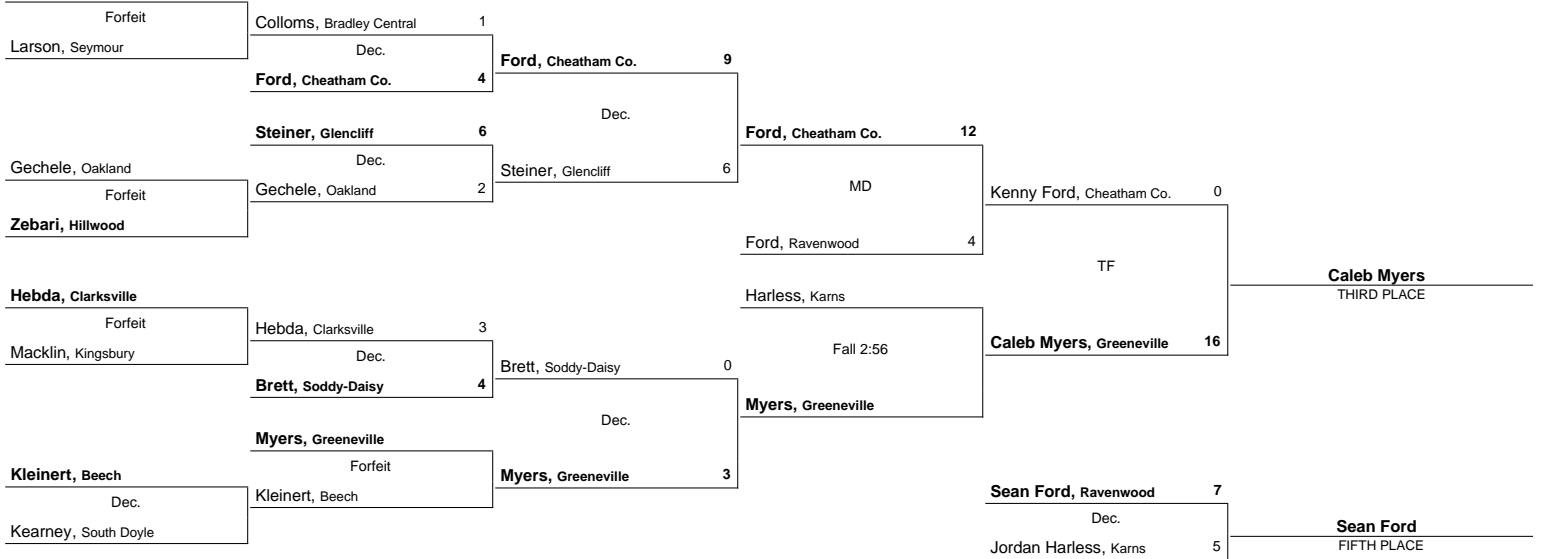 Forfeit
Larson, Seymour
Colloms, Bradley Central 1
Dec.
Ford, Cheatham Co. 4
Ford, Cheatham Co. 9
Dec.
Steiner, Glencliff 6
Steiner, Glencliff 6
Dec.
Gechele, Oakland 2
Gechele, Oakland
Forfeit
Zebari, Hillwood
Ford, Cheatham Co. 12
MD
Ford, Ravenwood 4
Kenny Ford, Cheatham Co. 0
TF
Caleb Myers, Greeneville 16
Caleb Myers
THIRD PLACE
Hebda, Clarksville
Forfeit
Macklin, Kingsbury
Hebda, Clarksville 3
Dec.
Brett, Soddy-Daisy 4
Brett, Soddy-Daisy 0
Dec.
Myers, Greeneville 3
Harless, Karns
Fall 2:56
Myers, Greeneville
Myers, Greeneville
Forfeit
Kleinert, Beech
Kleinert, Beech
Dec.
Kearney, South Doyle
Sean Ford, Ravenwood 7
Dec.
Jordan Harless, Karns 5
Sean Ford
FIFTH PLACE